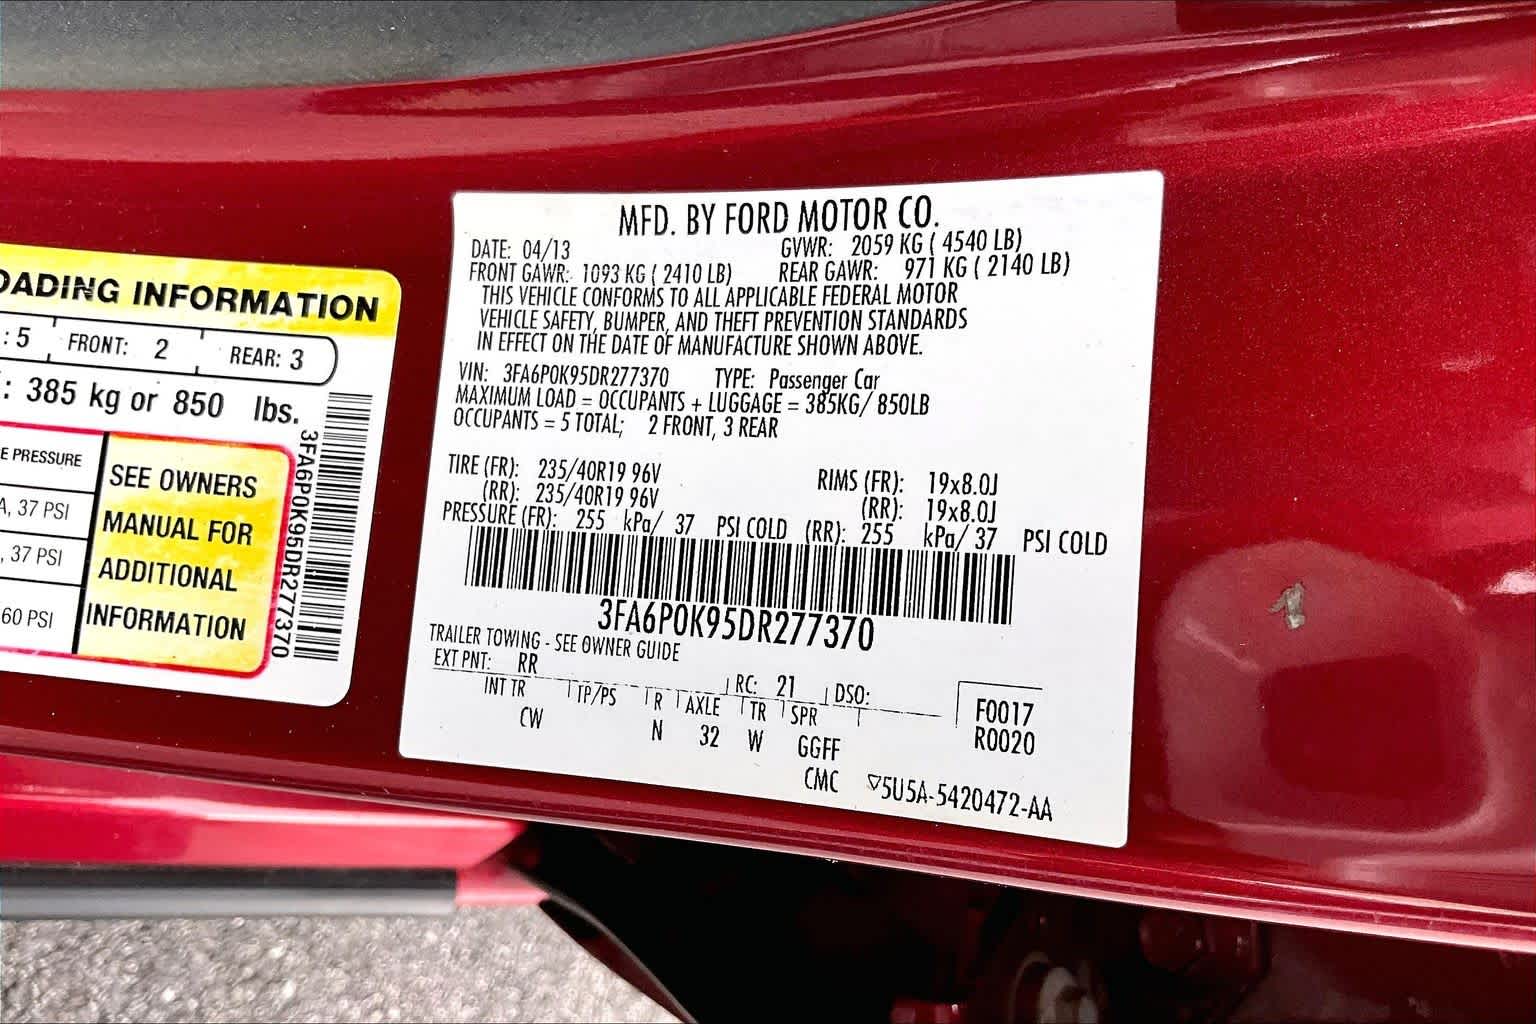 OADING INFORMATION
: 5 FRONT: 2 REAR: 3
: 385 kg or 850 lbs.
E PRESSURE
A, 37 PSI
, 37 PSI
60 PSI
SEE OWNERS
MANUAL FOR
ADDITIONAL
INFORMATION
3FA6P0K95DR277370
MFD. BY FORD MOTOR CO.
DATE: 04/13 GVWR: 2059 KG ( 4540 LB)
FRONT GAWR: 1093 KG ( 2410 LB) REAR GAWR: 971 KG ( 2140 LB)
THIS VEHICLE CONFORMS TO ALL APPLICABLE FEDERAL MOTOR
VEHICLE SAFETY, BUMPER, AND THEFT PREVENTION STANDARDS
IN EFFECT ON THE DATE OF MANUFACTURE SHOWN ABOVE.
VIN: 3FA6P0K95DR277370 TYPE: Passenger Car
MAXIMUM LOAD = OCCUPANTS + LUGGAGE = 385KG/ 850LB
OCCUPANTS = 5 TOTAL; 2 FRONT, 3 REAR
TIRE (FR): 235/40R19 96V RIMS (FR): 19x8.0J
(RR): 235/40R19 96V (RR): 19x8.0J
PRESSURE (FR): 255 kPa/ 37 PSI COLD (RR): 255 kPa/ 37 PSI COLD
3FA6P0K95DR277370
TRAILER TOWING - SEE OWNER GUIDE
EXT PNT: RR RC: 21 DSO:
INT TR TP/PS R AXLE TR SPR F0017
CW N 32 W GGFF R0020
CMC ▽5U5A-5420472-AA